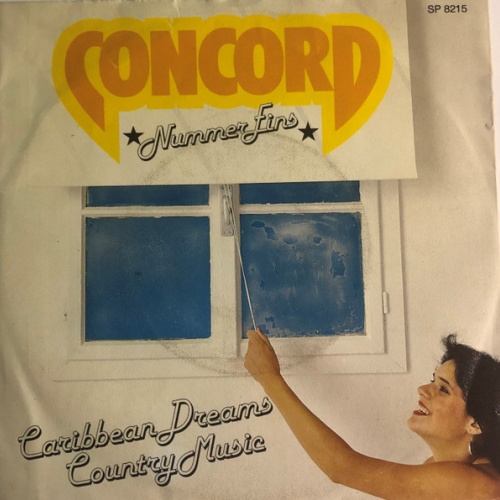 SP 8215
CONCORD
Nummer Eins
Caribbean Dreams
Country Music